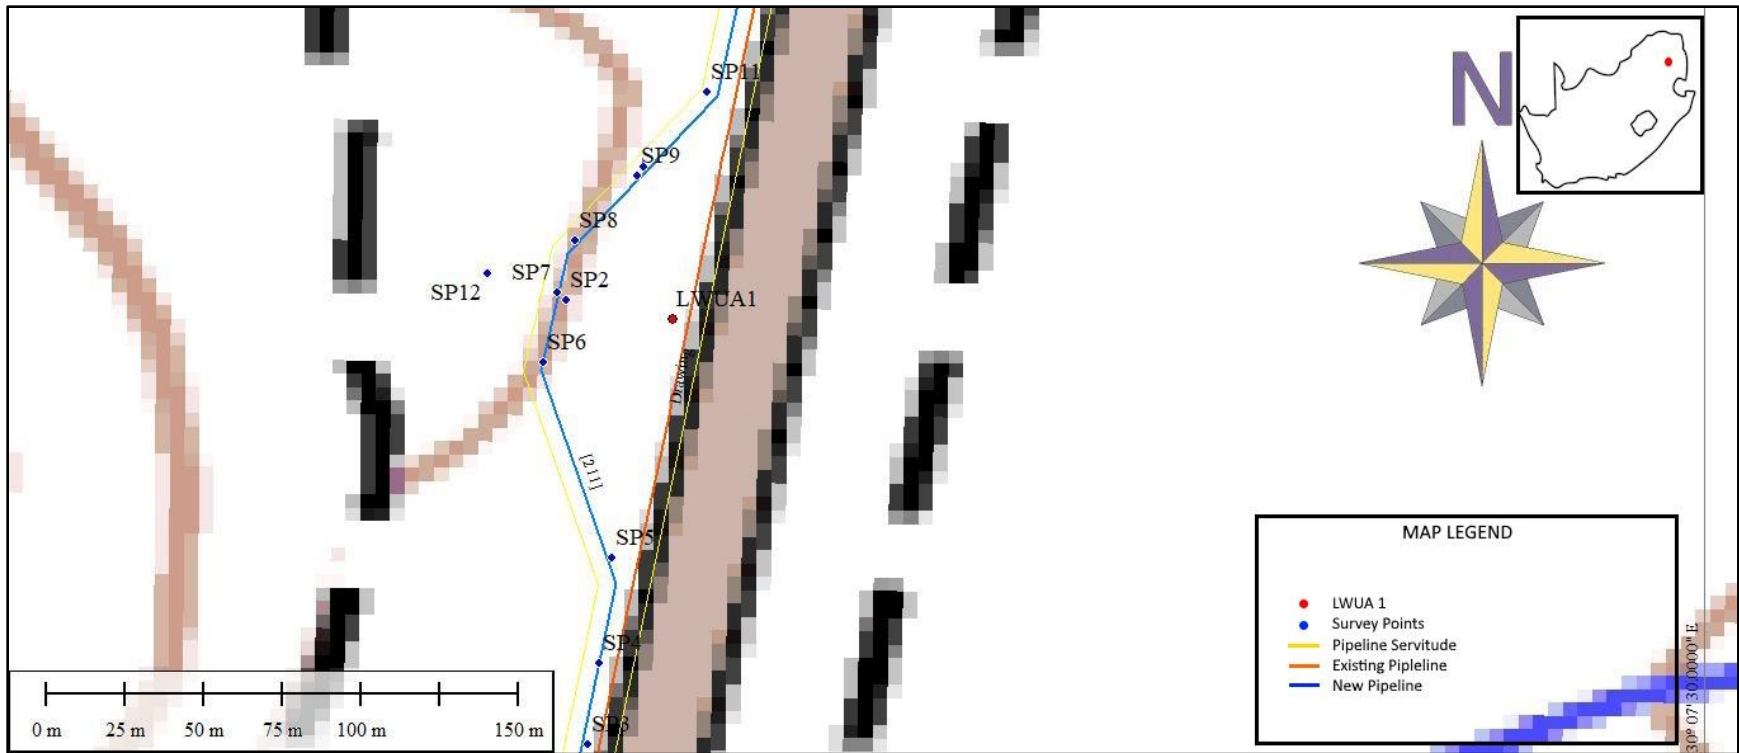 SP11
N
SP9
SP8
SP7
SP2
SP12
LWUA1
SP6
Drawing
[211]
SP5
SP4
SP3
MAP LEGEND
LWUA 1
Survey Points
Pipeline Servitude
Existing Pipleline
New Pipeline
0 m 25 m 50 m 75 m 100 m 150 m
30° 07' 30.0000" E